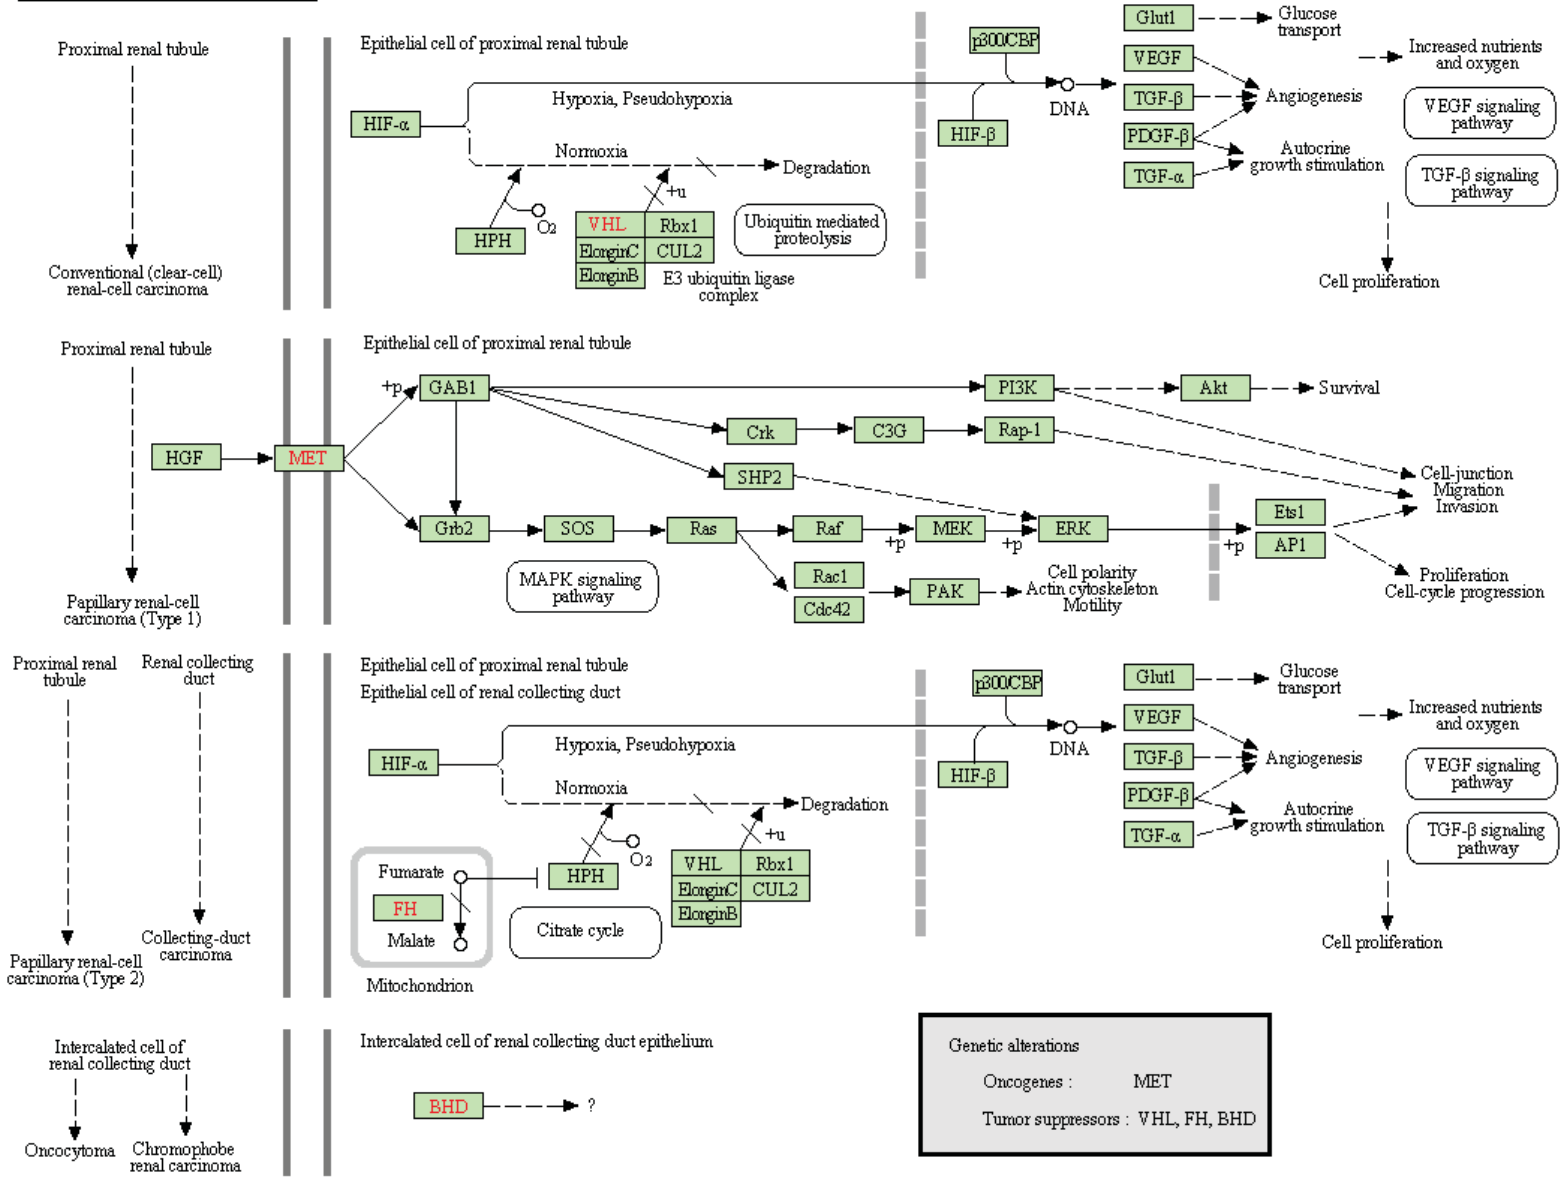 Proximal renal tubule
Conventional (clear-cell)
renal-cell carcinoma
Epithelial cell of proximal renal tubule
HIF-α
Hypoxia, Pseudohypoxia
Normoxia
Degradation
HPH
O2
+u
VHL
Rbx1
ElonginC
CUL2
ElonginB
E3 ubiquitin ligase
complex
Ubiquitin mediated
proteolysis
p300/CBP
HIF-β
DNA
Glut1
VEGF
TGF-β
PDGF-β
TGF-α
Glucose
transport
Angiogenesis
Autocrine
growth stimulation
Increased nutrients
and oxygen
VEGF signaling
pathway
TGF-β signaling
pathway
Cell proliferation
Proximal renal tubule
Papillary renal-cell
carcinoma (Type 1)
Epithelial cell of proximal renal tubule
HGF
MET
+p
GAB1
PI3K
Akt
Survival
Crk
C3G
Rap-1
SHP2
Grb2
SOS
Ras
Raf
+p
MEK
+p
ERK
+p
Ets1
AP1
Cell-junction
Migration
Invasion
MAPK signaling
pathway
Rac1
Cdc42
PAK
Cell polarity
Actin cytoskeleton
Motility
Proliferation
Cell-cycle progression
Proximal renal
tubule
Renal collecting
duct
Papillary renal-cell
carcinoma (Type 2)
Collecting-duct
carcinoma
Epithelial cell of proximal renal tubule
Epithelial cell of renal collecting duct
HIF-α
Hypoxia, Pseudohypoxia
Normoxia
Degradation
Fumarate
FH
Malate
Mitochondrion
HPH
O2
+u
Citrate cycle
VHL
Rbx1
ElonginC
CUL2
ElonginB
p300/CBP
HIF-β
DNA
Glut1
VEGF
TGF-β
PDGF-β
TGF-α
Glucose
transport
Angiogenesis
Autocrine
growth stimulation
Increased nutrients
and oxygen
VEGF signaling
pathway
TGF-β signaling
pathway
Cell proliferation
Intercalated cell of
renal collecting duct
Oncocytoma
Chromophobe
renal carcinoma
Intercalated cell of renal collecting duct epithelium
BHD
?
Genetic alterations
Oncogenes : MET
Tumor suppressors : VHL, FH, BHD